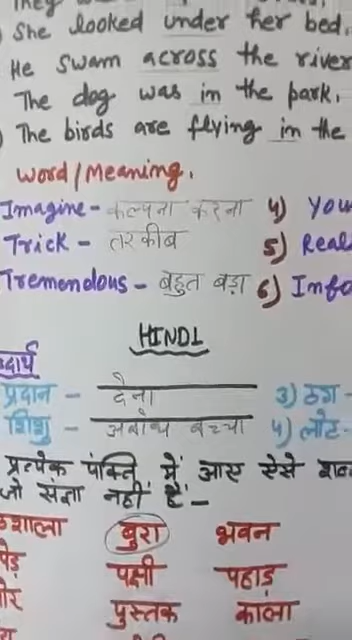 They
She looked under her bed.
He swam across the river
The dog was in the park.
The birds are flying in the
Word/Meaning.
Imagine - कल्पना करना 4) You
Trick - तरकीब 5) Real
Tremendous - बहुत बड़ा 6) Info
HINDI
प्रदान - देना 3) ठग -
शिशु - अबोध बच्चा 4) लोट-
प्रत्येक पंक्ति में आए ऐसे शब्द
जो संज्ञा नहीं हैं -
बुरा भवन
पेड़ पक्षी पहाड़
पुस्तक काला